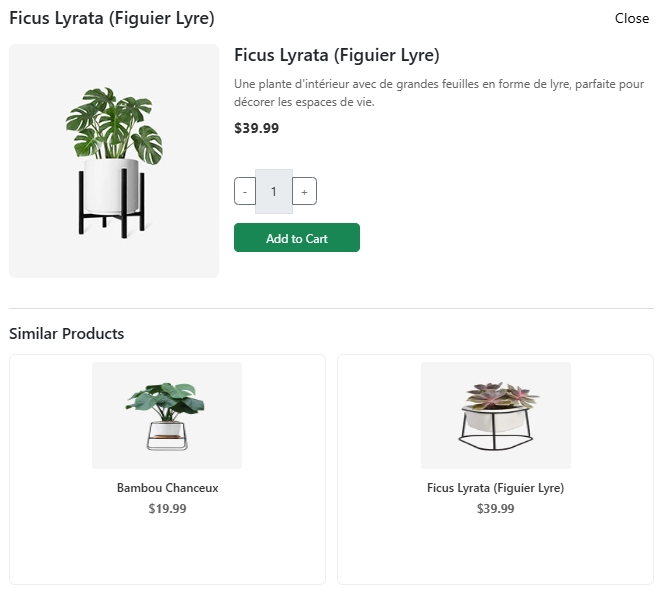 Ficus Lyrata (Figuier Lyre)
Close
Ficus Lyrata (Figuier Lyre)
Une plante d'intérieur avec de grandes feuilles en forme de lyre, parfaite pour
décorer les espaces de vie.
$39.99
- 1 +
Add to Cart
Similar Products
Bambou Chanceux
$19.99
Ficus Lyrata (Figuier Lyre)
$39.99